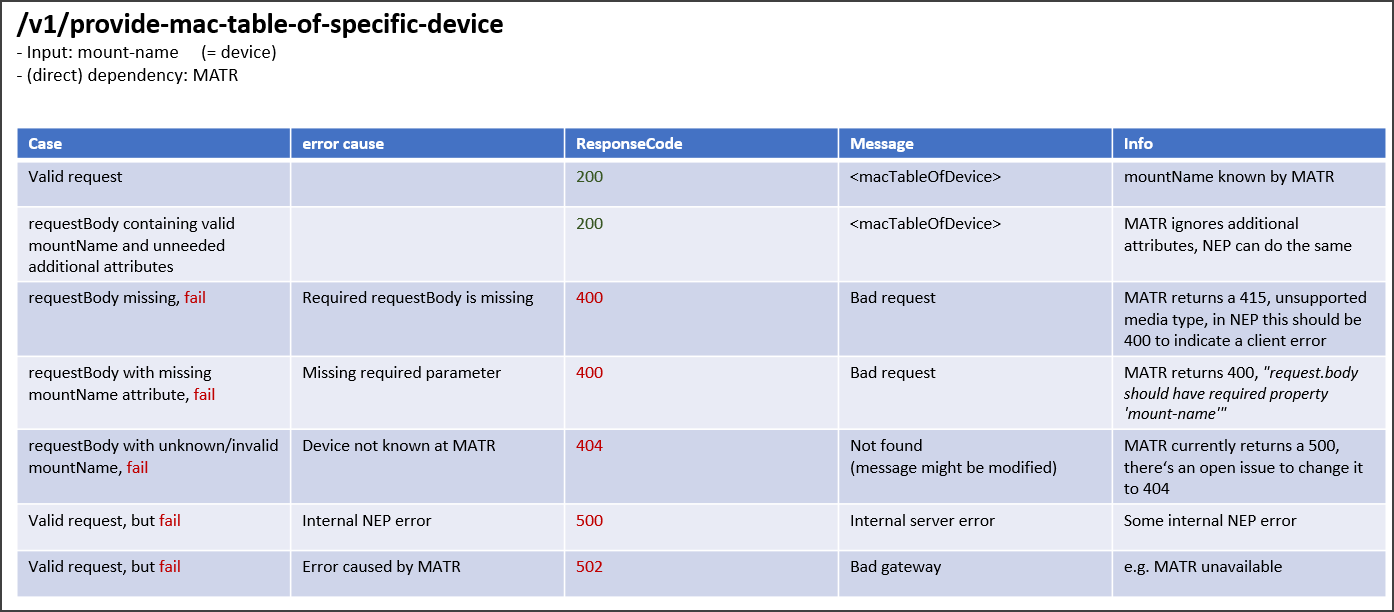 /v1/provide-mac-table-of-specific-device
- Input: mount-name (= device)
- (direct) dependency: MATR
Case error cause ResponseCode Message Info
Valid request 200 <macTableOfDevice> mountName known by MATR
requestBody containing valid
mountName and unneeded
additional attributes
200
<macTableOfDevice>
MATR ignores additional
attributes, NEP can do the same
requestBody missing, fail
Required requestBody is missing
400
Bad request
MATR returns a 415, unsupported
media type, in NEP this should be
400 to indicate a client error
requestBody with missing
mountName attribute, fail
Missing required parameter
400
Bad request
MATR returns 400, "request.body
should have required property
'mount-name'"
requestBody with unknown/invalid
mountName, fail
Device not known at MATR
404
Not found
(message might be modified)
MATR currently returns a 500,
there‘s an open issue to change it
to 404
Valid request, but fail Internal NEP error 500 Internal server error Some internal NEP error
Valid request, but fail Error caused by MATR 502 Bad gateway e.g. MATR unavailable